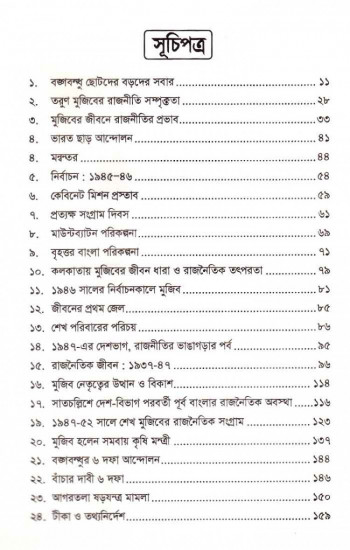 সূচিপত্র
১. বঙ্গবন্ধু ছোটদের বড়দের সবার ১১
২. তরুণ মুজিবের রাজনীতি সম্পৃক্ততা ২৮
৩. মুজিবের জীবনে রাজনীতির প্রভাব ৩৩
৪. ভারত ছাড় আন্দোলন ৪১
৪. মন্বন্তর ৪৪
৫. নির্বাচন : ১৯৪৫-৪৬ ৫৪
৬. কেবিনেট মিশন প্রস্তাব ৫৯
৭. প্রত্যক্ষ সংগ্রাম দিবস ৬১
৮. মাউন্টব্যাটন পরিকল্পনা ৬৯
৯. বৃহত্তর বাংলা পরিকল্পনা ৭১
১০. কলকাতায় মুজিবের জীবন ধারা ও রাজনৈতিক তৎপরতা ৭৯
১১. ১৯৪৬ সালের নির্বাচনকালে মুজিব ৮১
১২. জীবনের প্রথম জেল ৮৫
১৩. শেখ পরিবারের পরিচয় ৮৬
১৪. ১৯৪৭-এর দেশভাগ, রাজনীতির ভাঙাগড়ার পর্ব ৯৫
১৫. রাজনৈতিক জীবন : ১৯৩৭-৪৭ ৯৬
১৬. মুজিব নেতৃত্বের উত্থান ও বিকাশ ১১৪
১৭. সাতচল্লিশে দেশ-বিভাগ পরবর্তী পূর্ব বাংলার রাজনৈতিক অবস্থা ১১৬
১৯. ১৯৪৭-৫২ সালে শেখ মুজিবের রাজনৈতিক সংগ্রাম ১২৩
২০. মুজিব হলেন সমবায় কৃষি মন্ত্রী ১৩৭
২১. বঙ্গবন্ধুর ৬ দফা আন্দোলন ১৪৪
২২. বাঁচার দাবী ৬ দফা ১৪৬
২৩. আগরতলা ষড়যন্ত্র মামলা ১৫০
২৪. টীকা ও তথ্যনির্দেশ ১৫৯